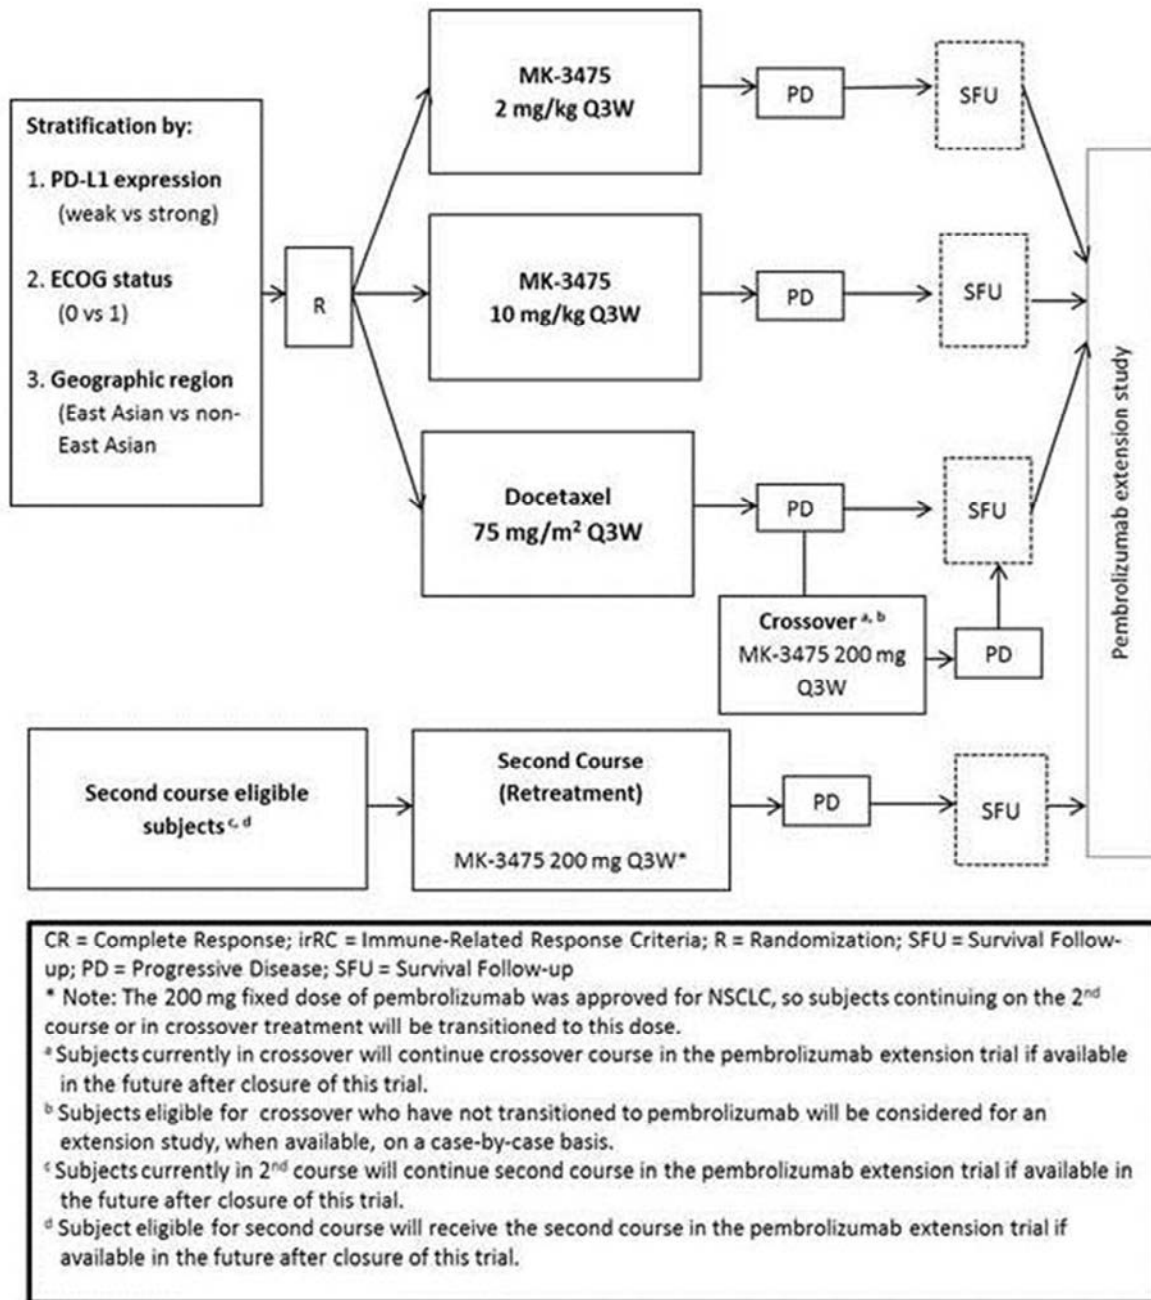 Stratification by:
1. PD-L1 expression
(weak vs strong)
2. ECOG status
(0 vs 1)
3. Geographic region
(East Asian vs non-
East Asian
R
MK-3475
2 mg/kg Q3W
PD
SFU
MK-3475
10 mg/kg Q3W
PD
SFU
Docetaxel
75 mg/m² Q3W
PD
SFU
Crossover ᵃ, ᵇ
MK-3475 200 mg
Q3W
PD
Pembrolizumab extension study
Second course eligible
subjects ᶜ, ᵈ
Second Course
(Retreatment)
MK-3475 200 mg Q3W*
PD
SFU
CR = Complete Response; irRC = Immune-Related Response Criteria; R = Randomization; SFU = Survival Follow-
up; PD = Progressive Disease; SFU = Survival Follow-up
* Note: The 200 mg fixed dose of pembrolizumab was approved for NSCLC, so subjects continuing on the 2ⁿᵈ
course or in crossover treatment will be transitioned to this dose.
ᵃ Subjects currently in crossover will continue crossover course in the pembrolizumab extension trial if available
in the future after closure of this trial.
ᵇ Subjects eligible for crossover who have not transitioned to pembrolizumab will be considered for an
extension study, when available, on a case-by-case basis.
ᶜ Subjects currently in 2ⁿᵈ course will continue second course in the pembrolizumab extension trial if available in
the future after closure of this trial.
ᵈ Subject eligible for second course will receive the second course in the pembrolizumab extension trial if
available in the future after closure of this trial.